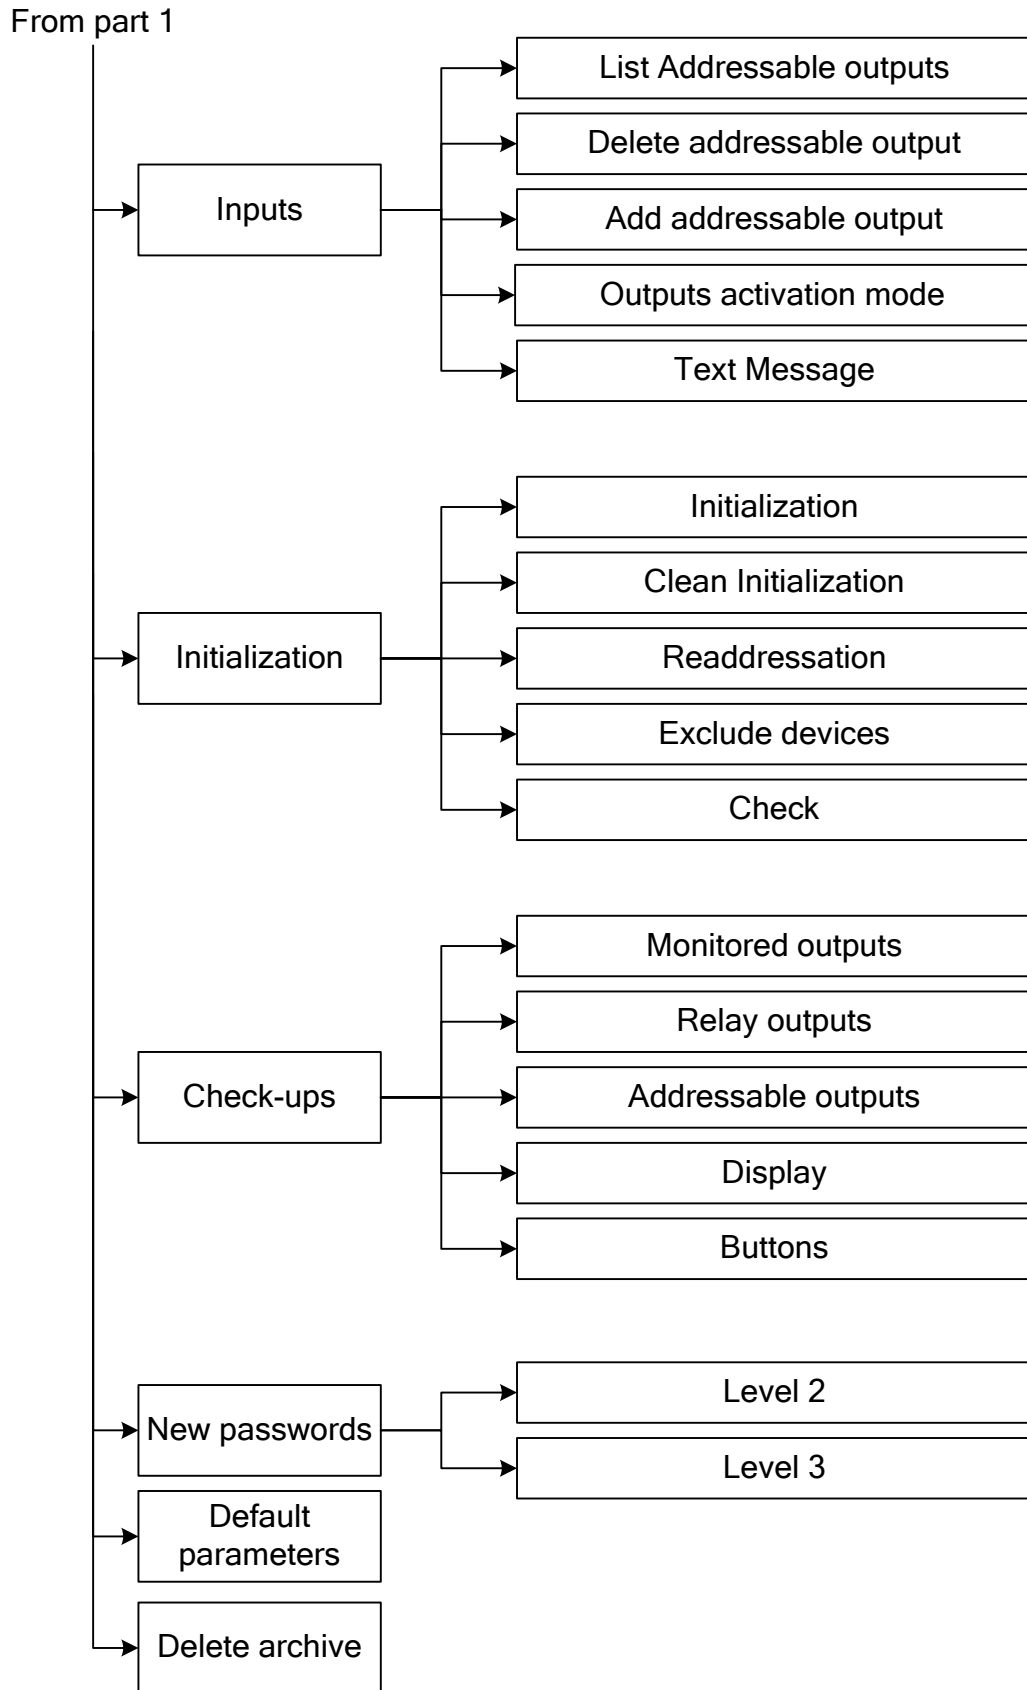 From part 1
Inputs
List Addressable outputs
Delete addressable output
Add addressable output
Outputs activation mode
Text Message
Initialization
Initialization
Clean Initialization
Readdressation
Exclude devices
Check
Check-ups
Monitored outputs
Relay outputs
Addressable outputs
Display
Buttons
New passwords
Level 2
Level 3
Default
parameters
Delete archive